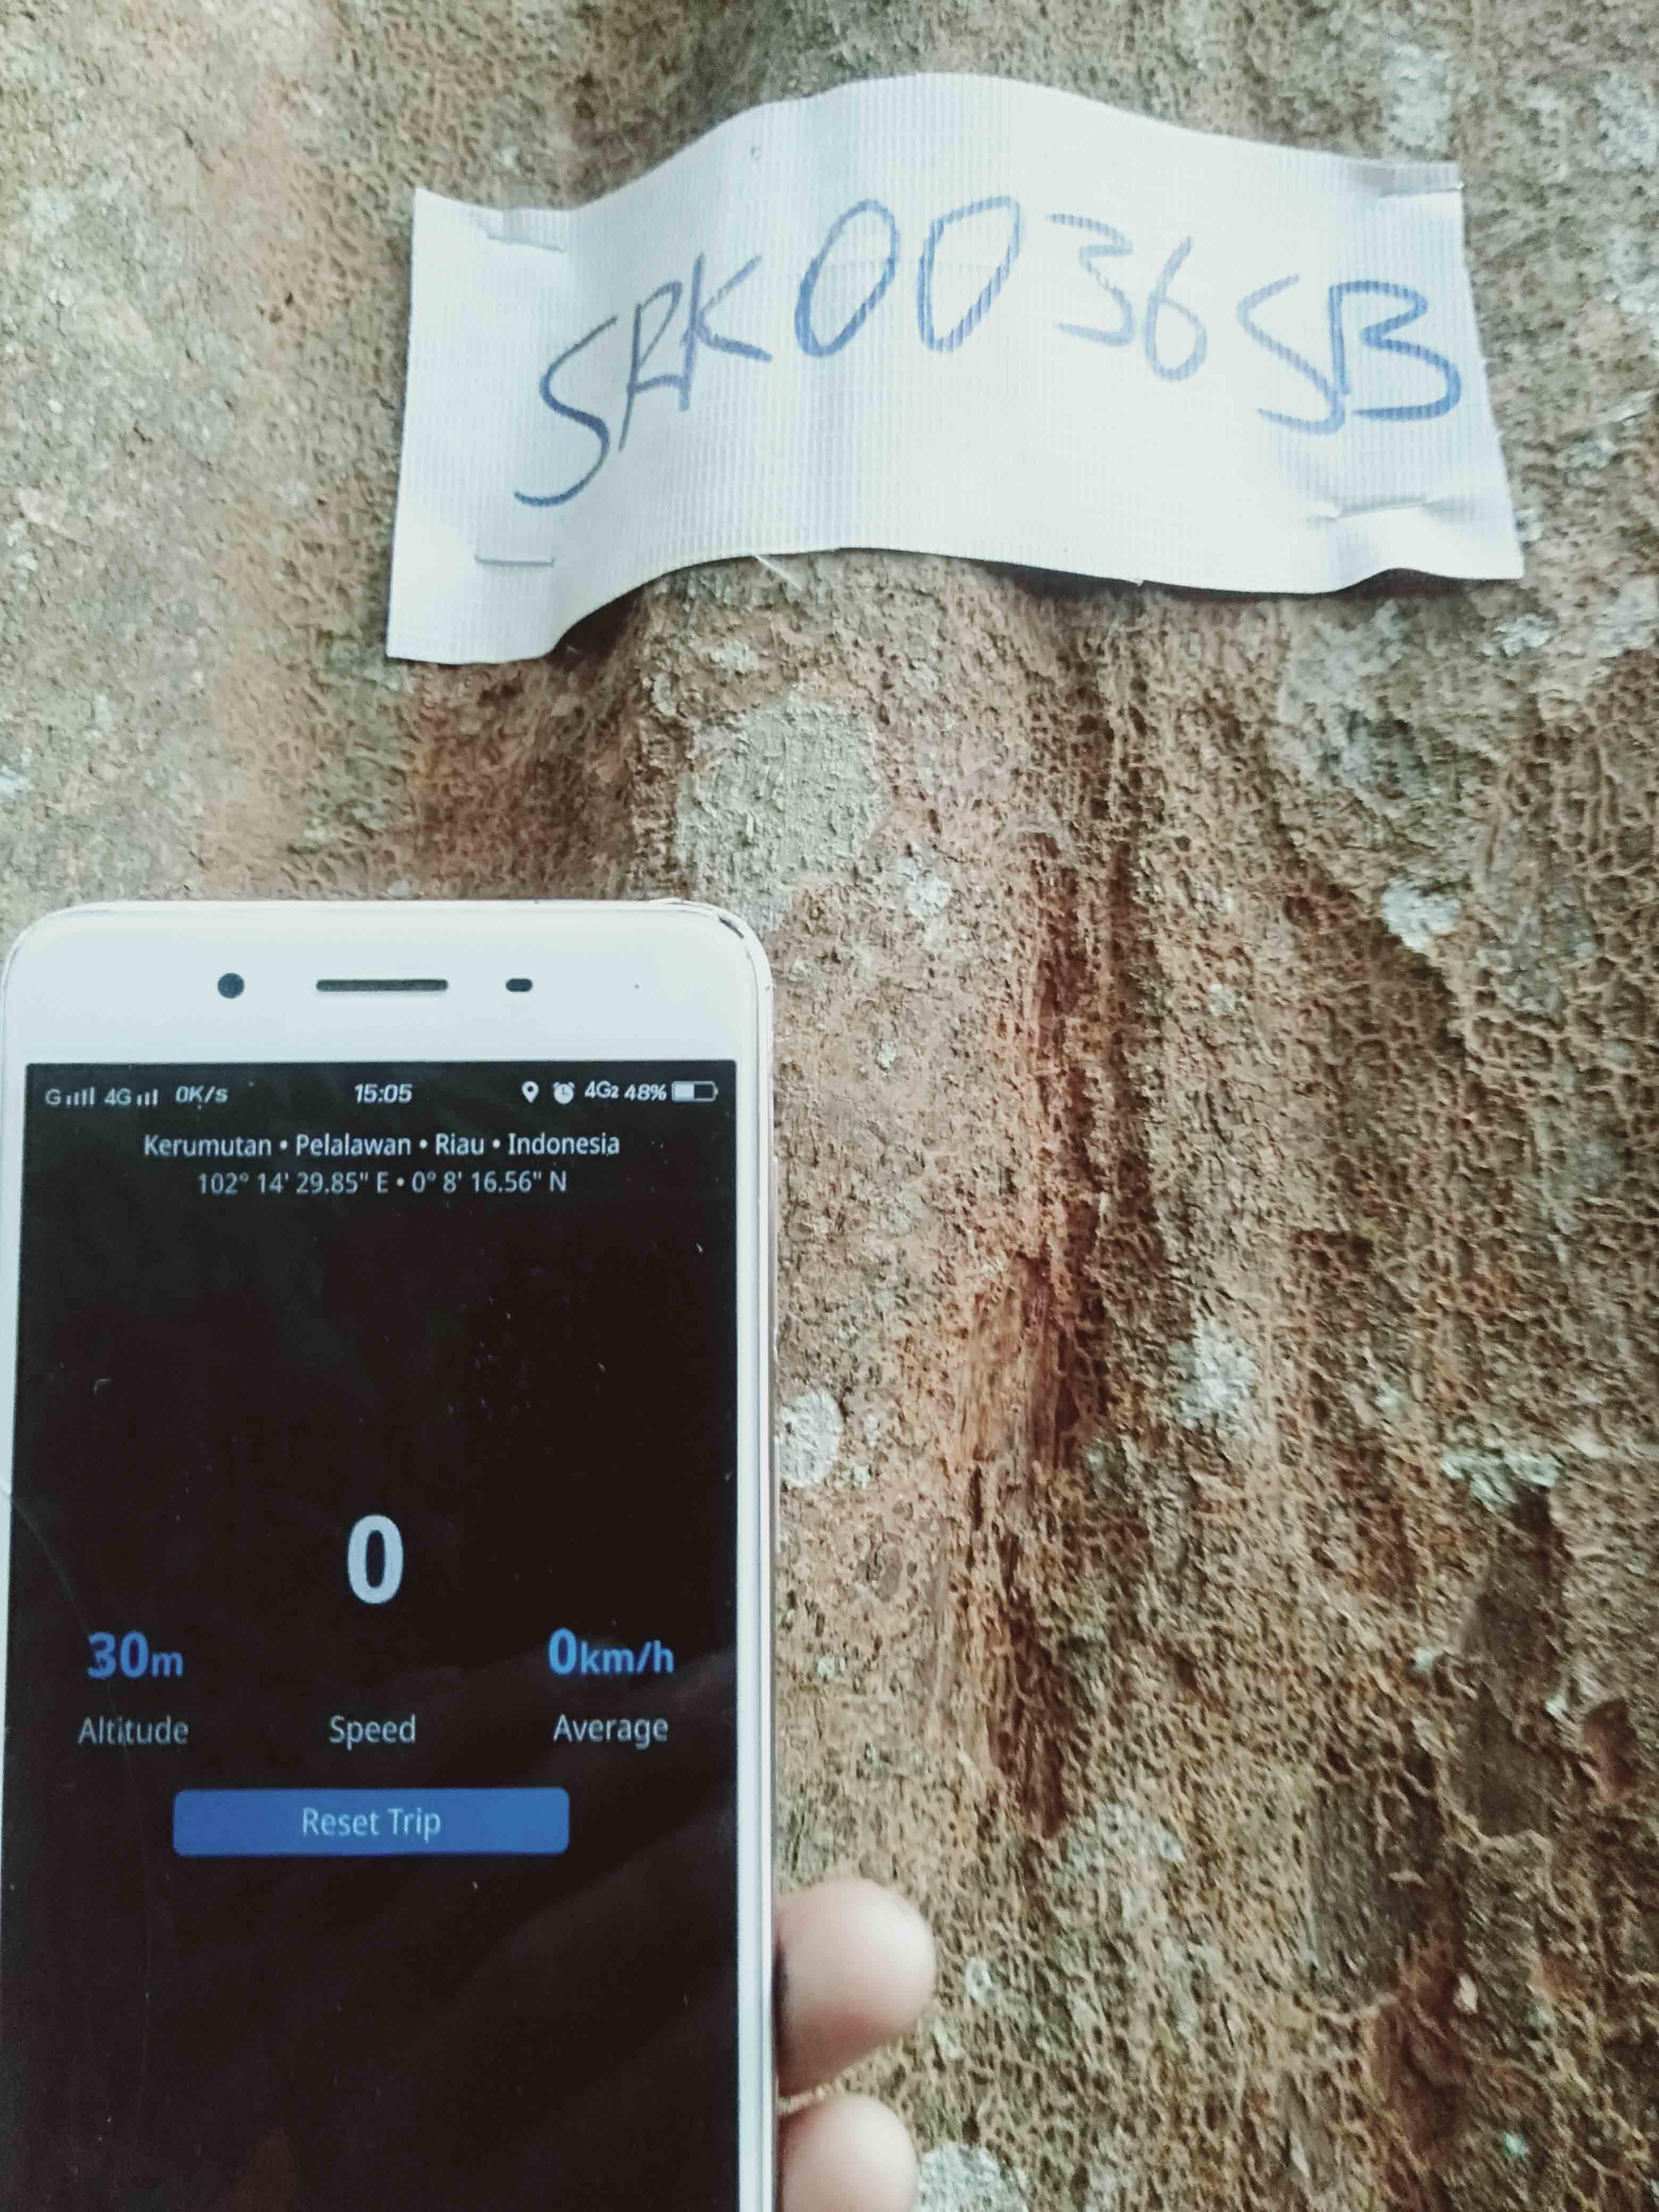 SRK0036SB
G 4G 0K/s 15:05 4G2 48%
Kerumutan • Pelalawan • Riau • Indonesia
102° 14' 29.85" E • 0° 8' 16.56" N
0
30m 0km/h
Altitude Speed Average
Reset Trip